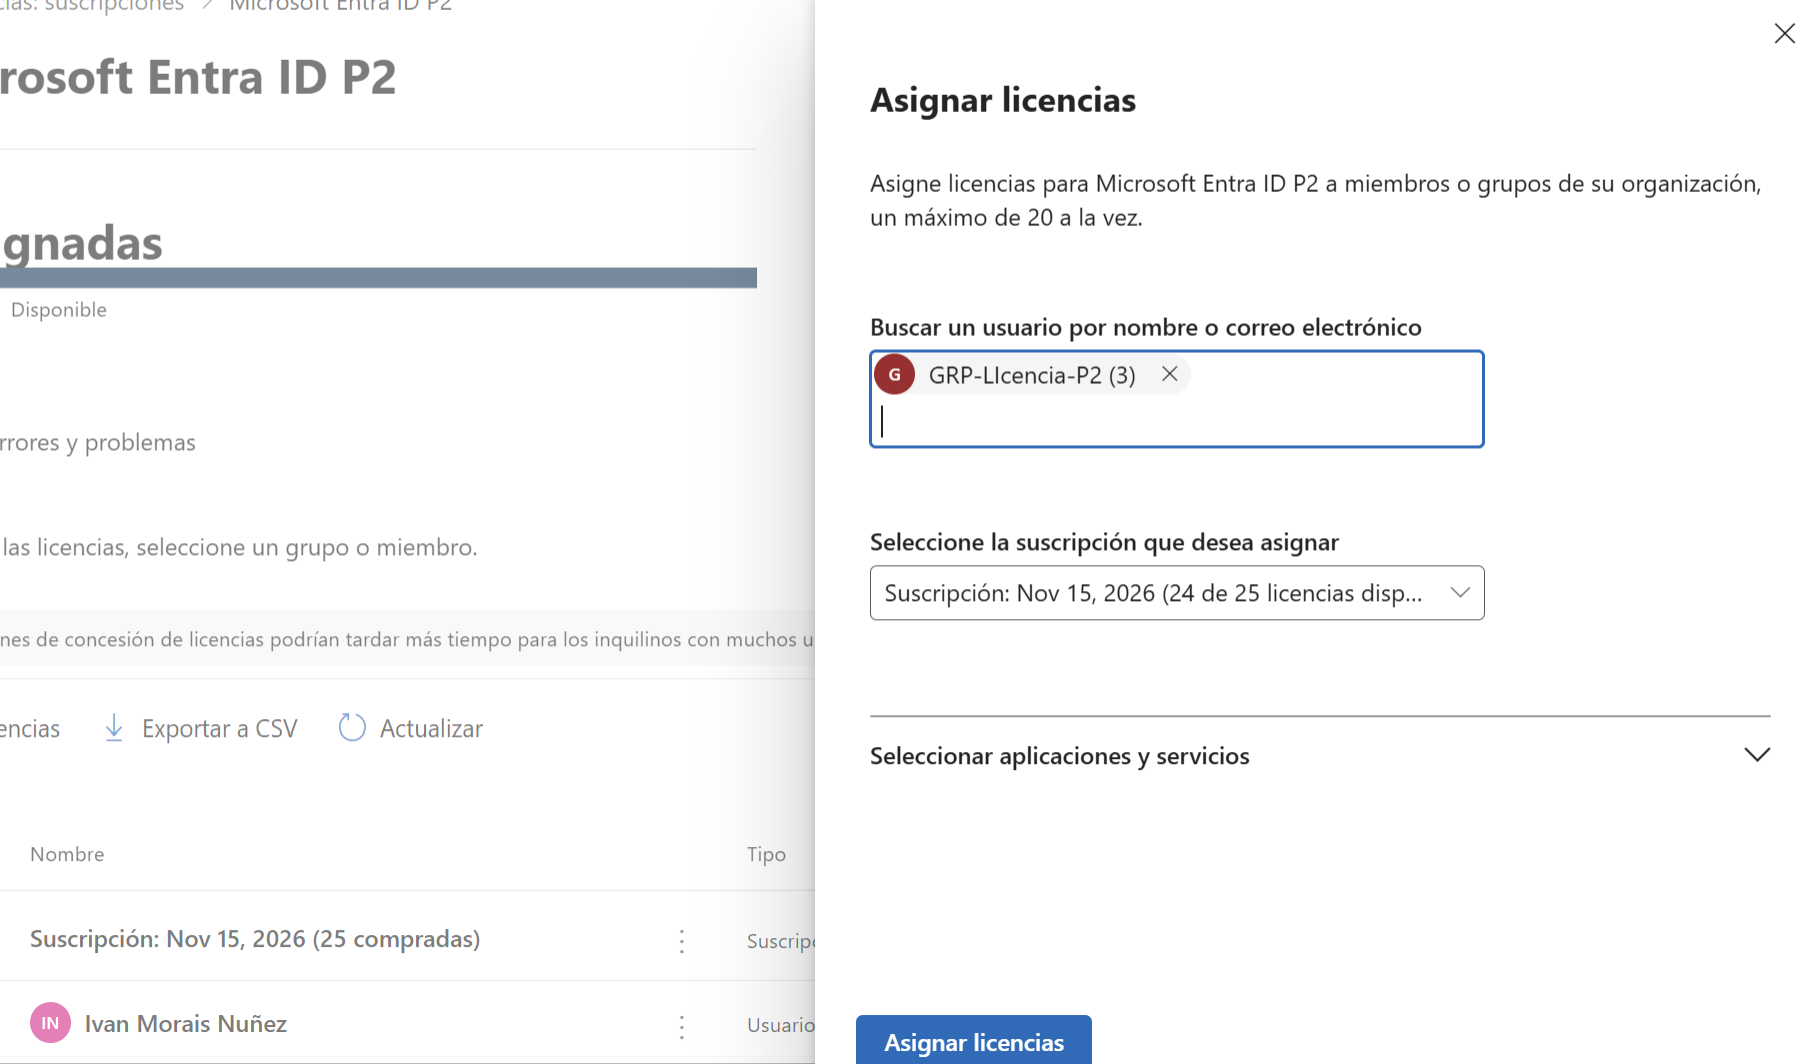 suscripciones > Microsoft Entra ID P2
rosoft Entra ID P2
gnadas
Disponible
rrores y problemas
las licencias, seleccione un grupo o miembro.
nes de concesión de licencias podrían tardar más tiempo para los inquilinos con muchos u
encias
Exportar a CSV
Actualizar
Nombre
Tipo
Suscripción: Nov 15, 2026 (25 compradas)
Suscripc
IN
Ivan Morais Nuñez
Usuario
Asignar licencias
Asigne licencias para Microsoft Entra ID P2 a miembros o grupos de su organización,
un máximo de 20 a la vez.
Buscar un usuario por nombre o correo electrónico
G
GRP-LIcencia-P2 (3)
Seleccione la suscripción que desea asignar
Suscripción: Nov 15, 2026 (24 de 25 licencias disp...
Seleccionar aplicaciones y servicios
Asignar licencias